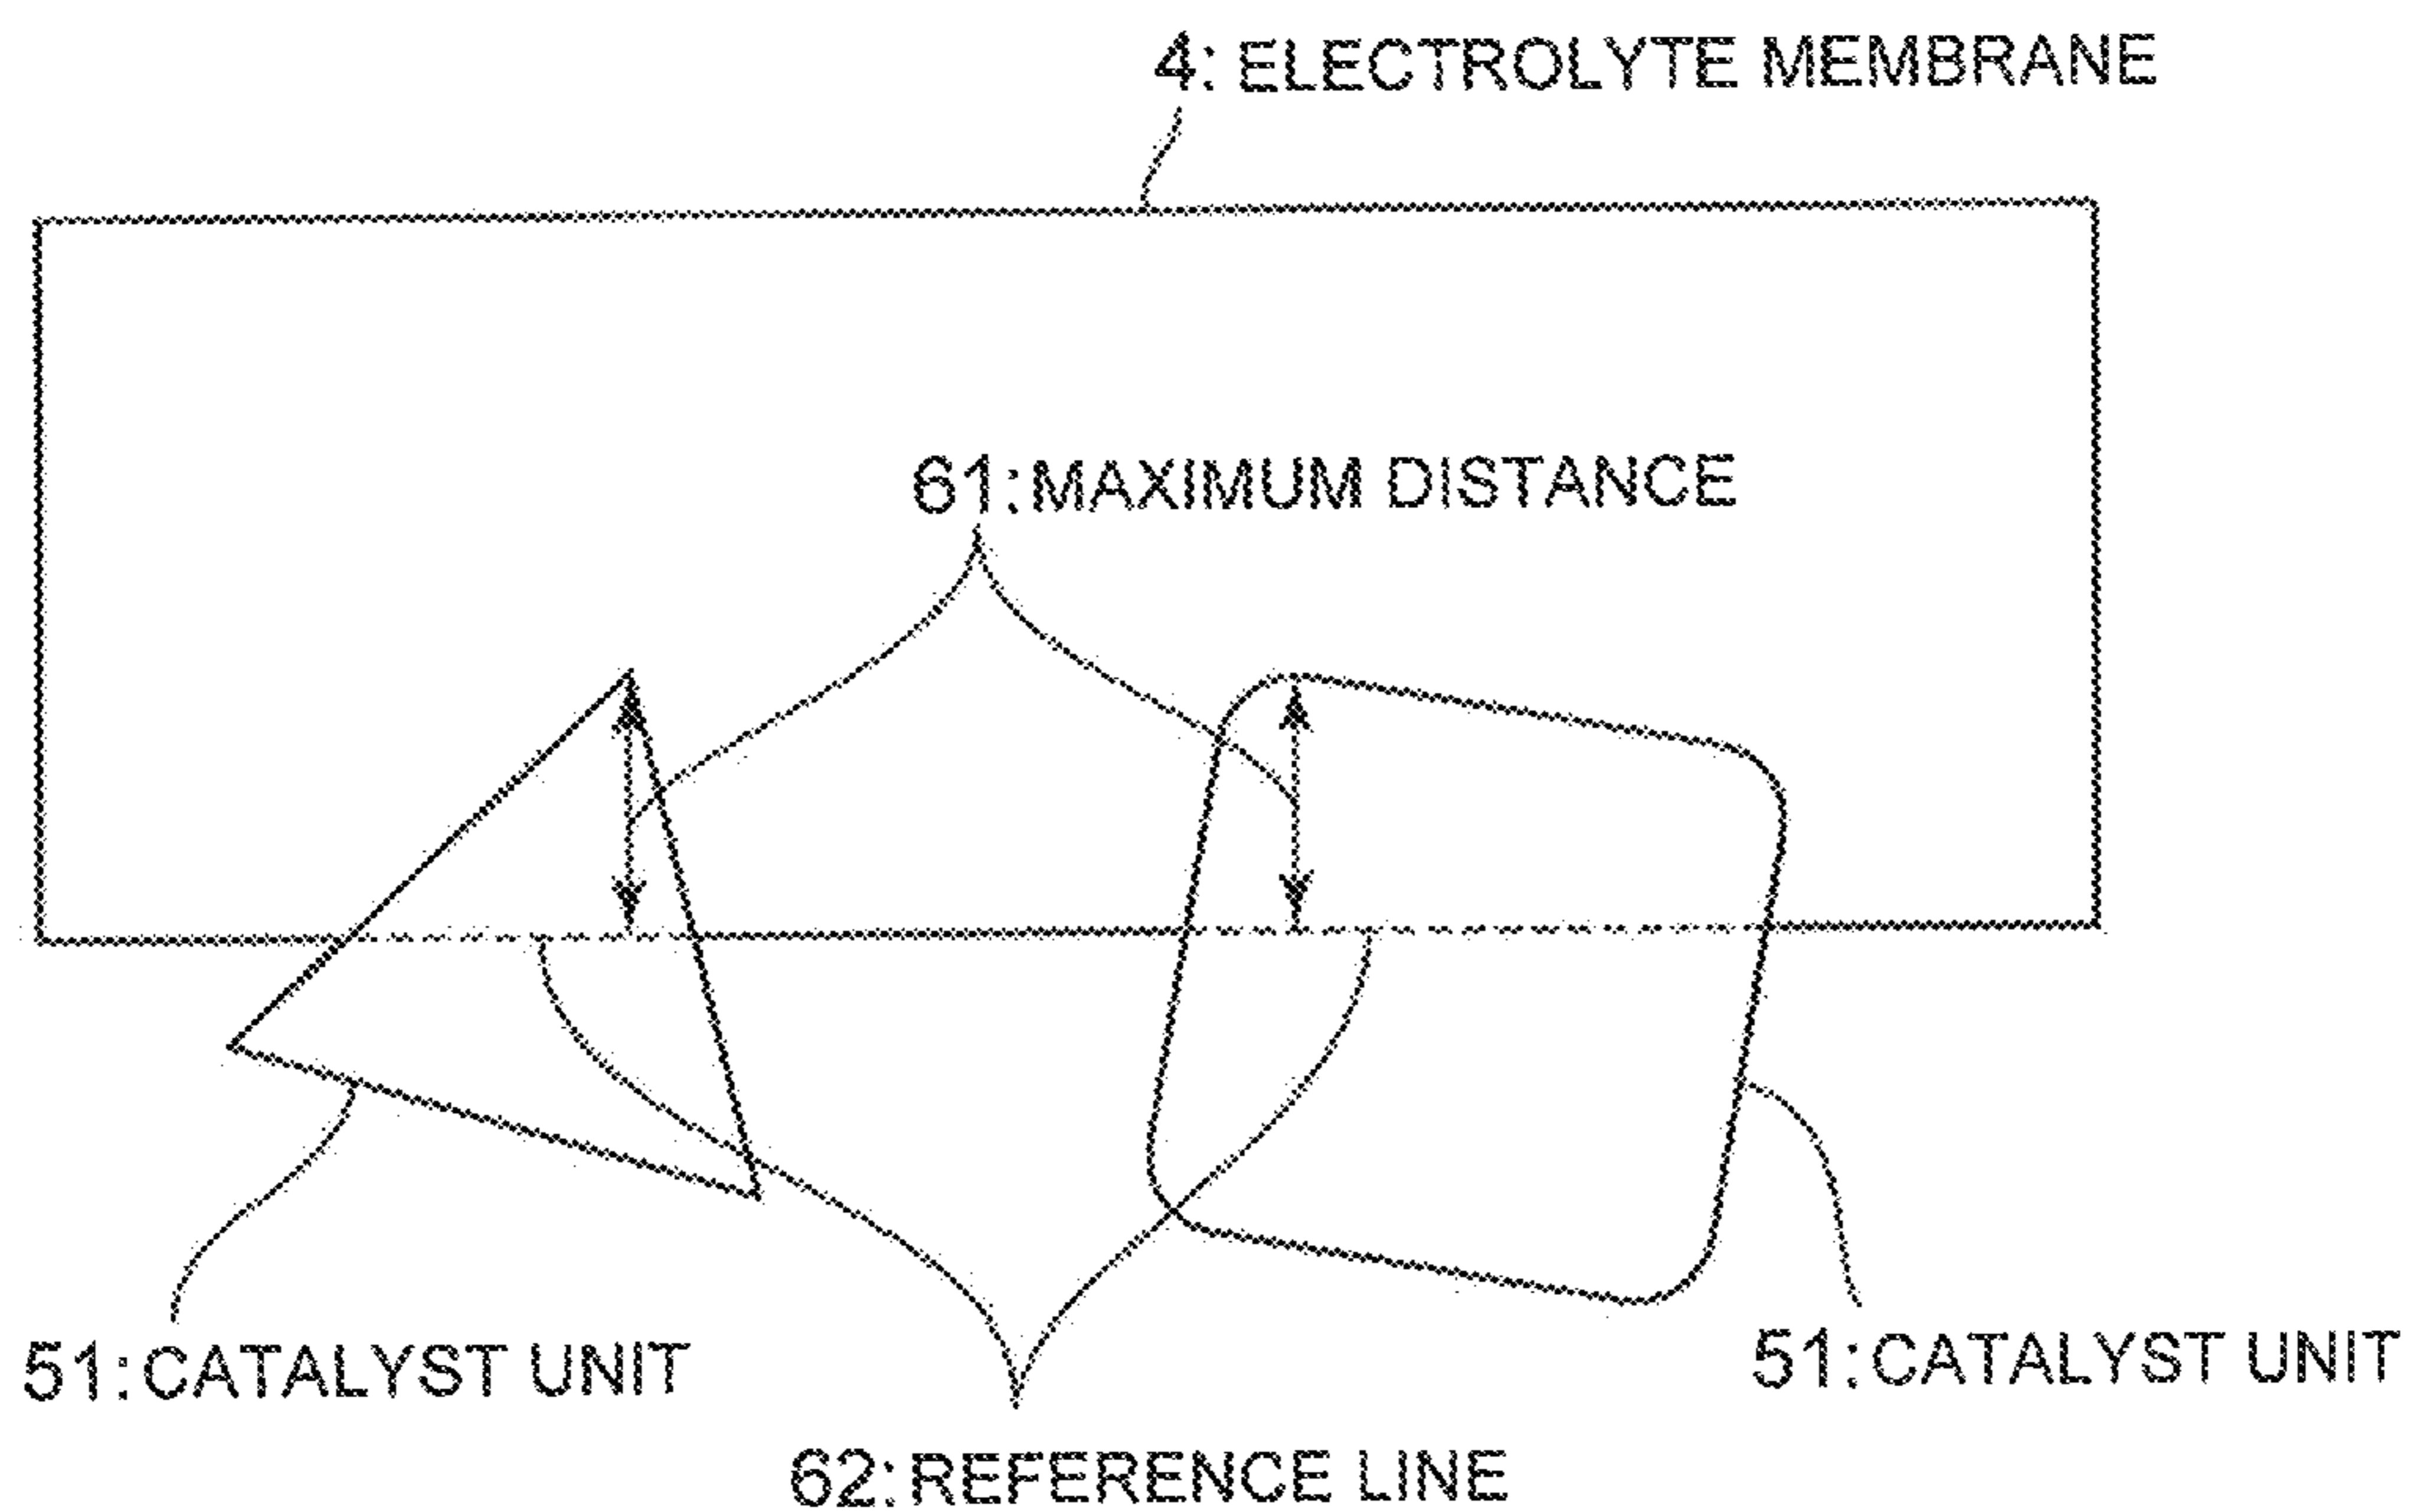 4: ELECTROLYTE MEMBRANE
61:MAXIMUM DISTANCE
51:CATALYST UNIT
51:CATALYST UNIT
62:REFERENCE LINE